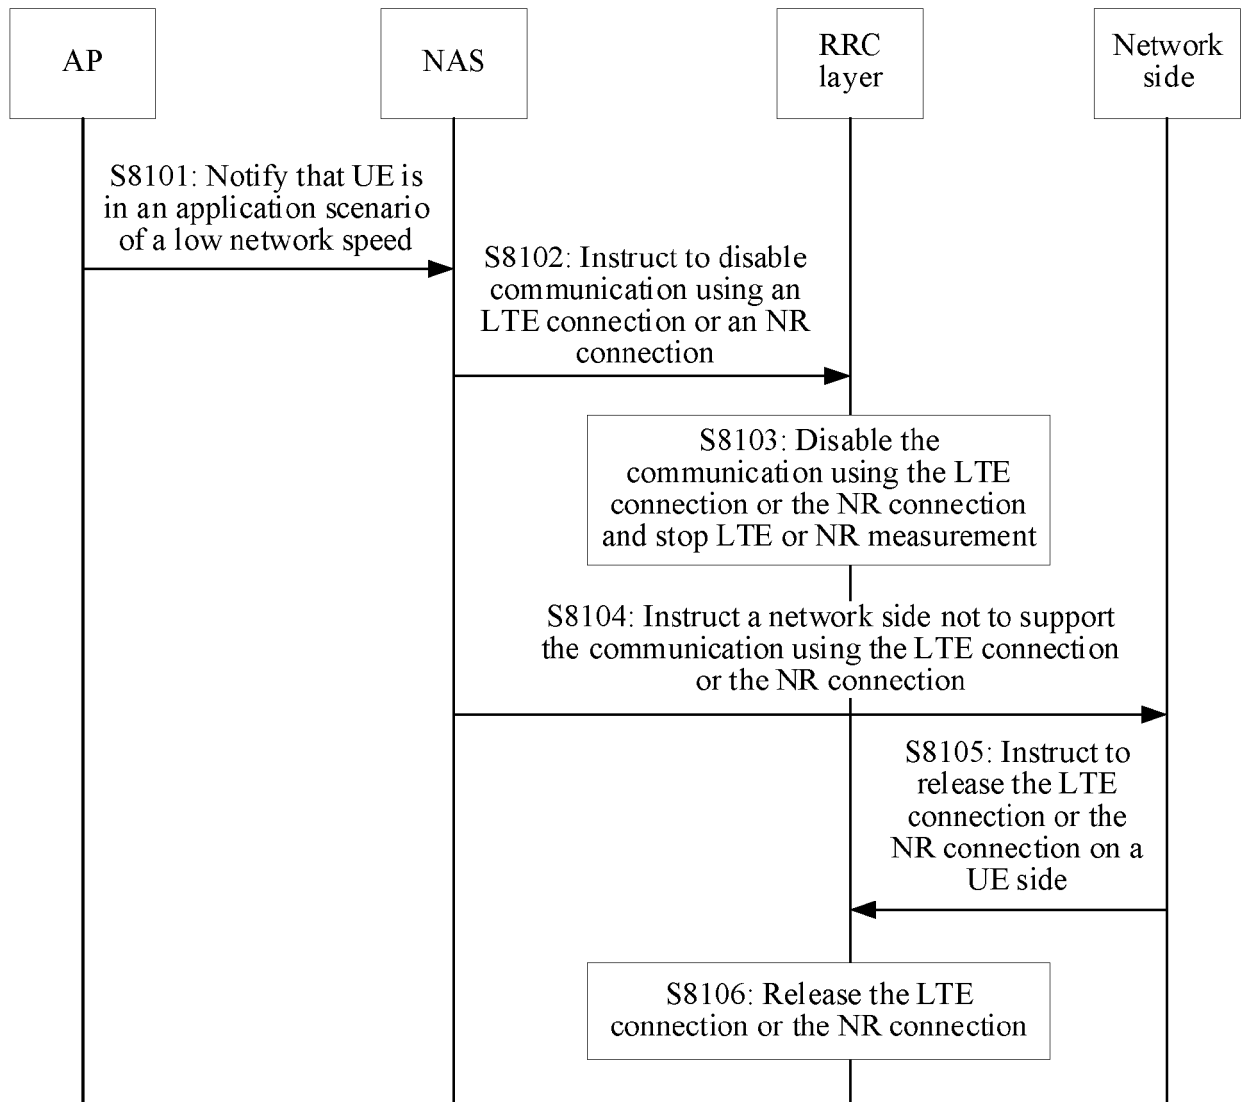 AP
NAS
RRC
layer
Network
side
S8101: Notify that UE is
in an application scenario
of a low network speed
S8102: Instruct to disable
communication using an
LTE connection or an NR
connection
S8103: Disable the
communication using the LTE
connection or the NR connection
and stop LTE or NR measurement
S8104: Instruct a network side not to support
the communication using the LTE connection
or the NR connection
S8105: Instruct to
release the LTE
connection or the
NR connection on a
UE side
S8106: Release the LTE
connection or the NR connection